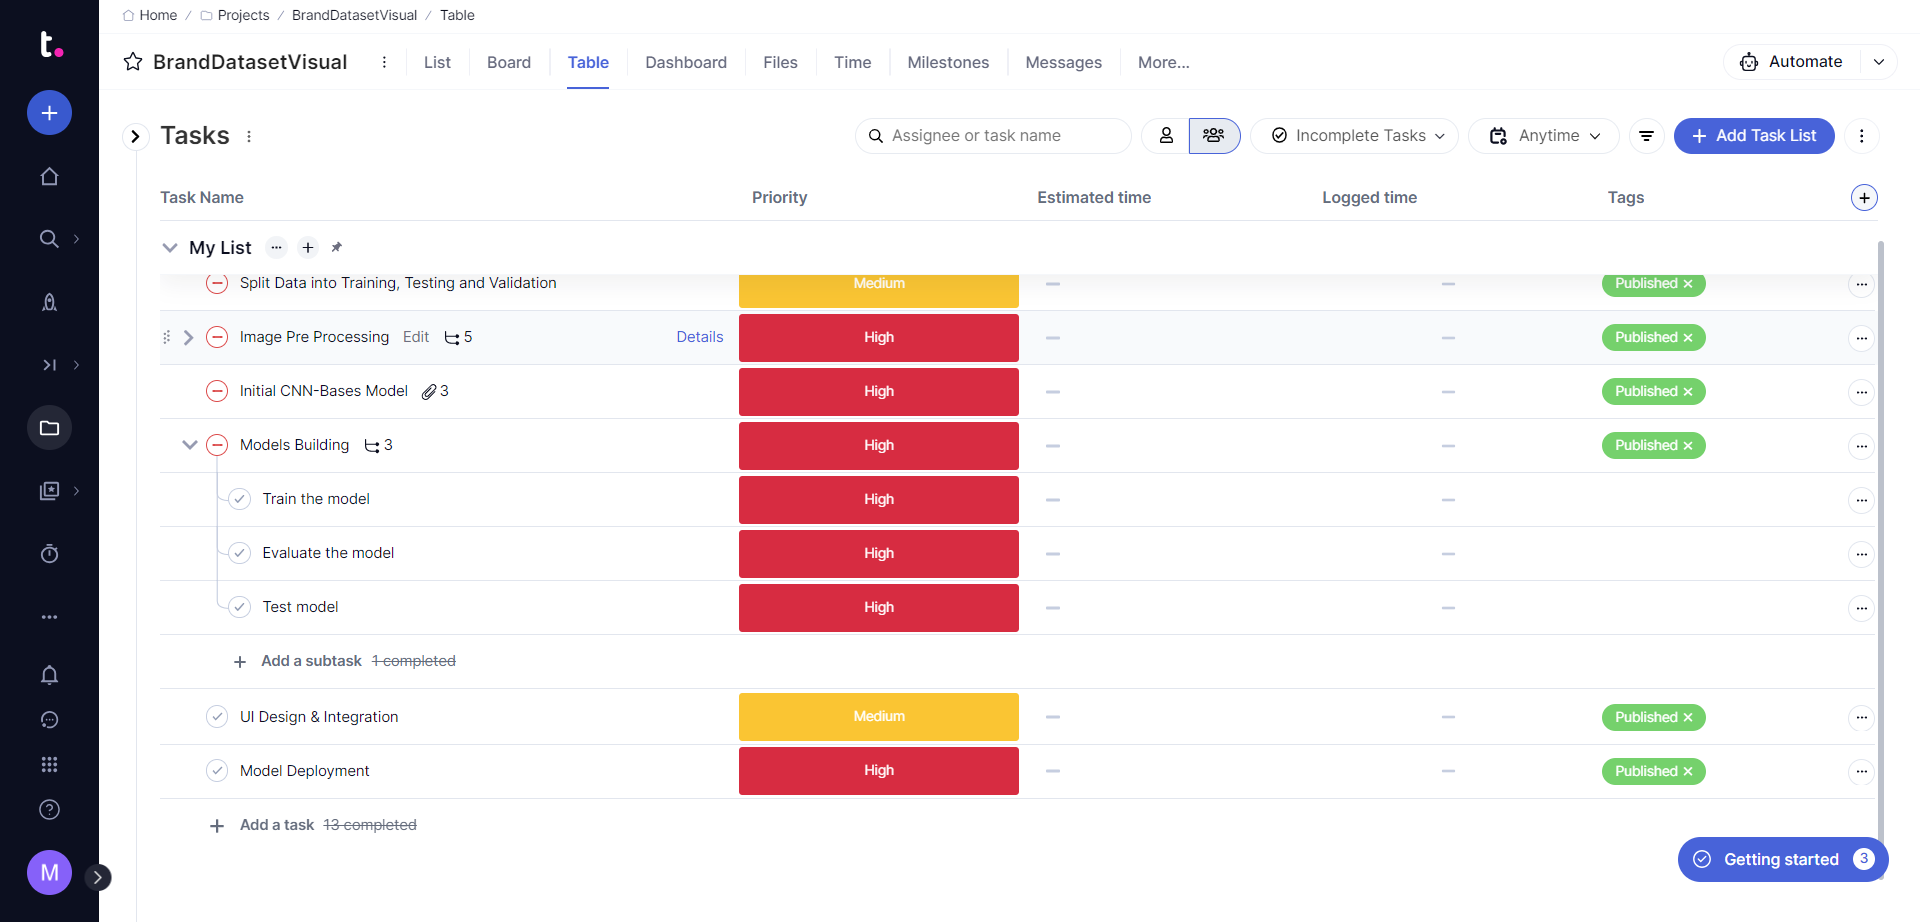 t.
Home / Projects / BrandDatasetVisual / Table
BrandDatasetVisual List Board Table Dashboard Files Time Milestones Messages More... Automate
Tasks Assignee or task name Incomplete Tasks Anytime + Add Task List
Task Name Priority Estimated time Logged time Tags
My List
Split Data into Training, Testing and Validation Medium — — Published ×
Image Pre Processing Edit 5 Details High — — Published ×
Initial CNN-Bases Model 3 High — — Published ×
Models Building 3 High — — Published ×
Train the model High — —
Evaluate the model High — —
Test model High — —
+ Add a subtask 1 completed
UI Design & Integration Medium — — Published ×
Model Deployment High — — Published ×
+ Add a task 13 completed
Getting started 3
M